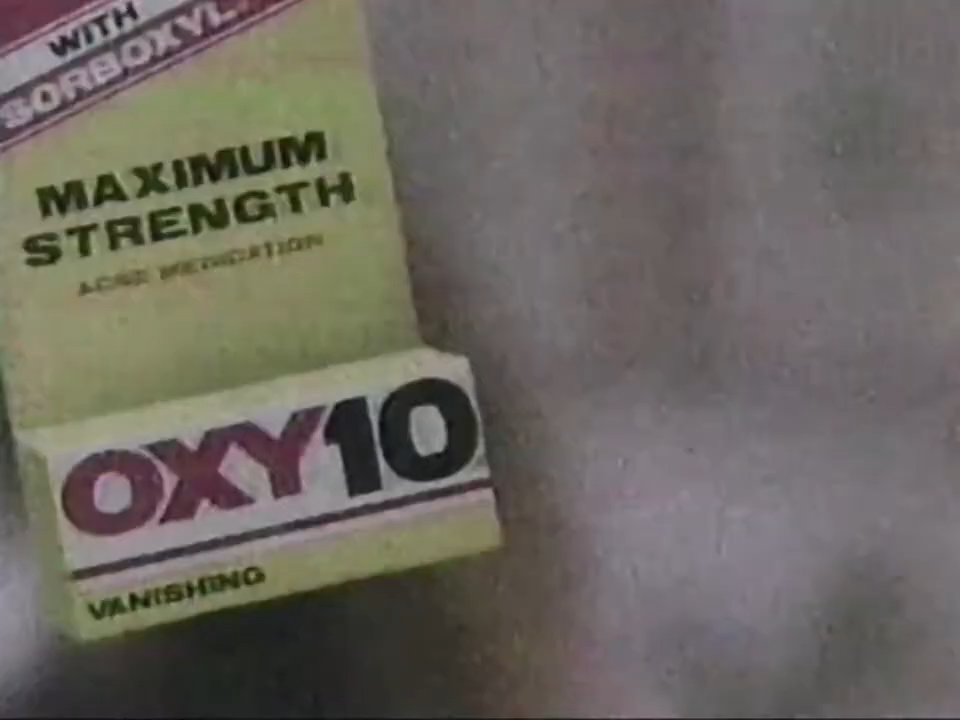 WITH
SORBOXYL
MAXIMUM
STRENGTH
ACNE MEDICATION
OXY10
VANISHING